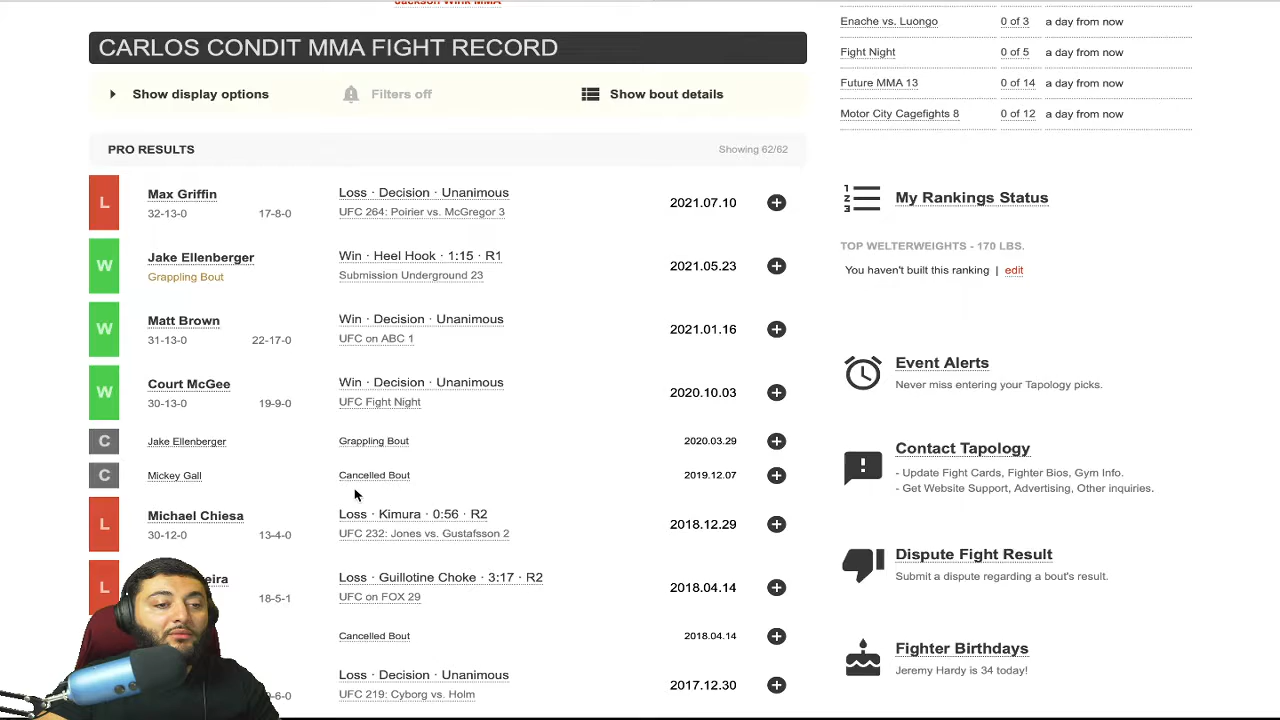 Jackson Wink MMA
CARLOS CONDIT MMA FIGHT RECORD
Show display options
Filters off
Show bout details
PRO RESULTS
Showing 62/62
L
Max Griffin
32-13-0
17-8-0
Loss · Decision · Unanimous
UFC 264: Poirier vs. McGregor 3
2021.07.10
W
Jake Ellenberger
Grappling Bout
Win · Heel Hook · 1:15 · R1
Submission Underground 23
2021.05.23
W
Matt Brown
31-13-0
22-17-0
Win · Decision · Unanimous
UFC on ABC 1
2021.01.16
W
Court McGee
30-13-0
19-9-0
Win · Decision · Unanimous
UFC Fight Night
2020.10.03
C
Jake Ellenberger
Grappling Bout
2020.03.29
C
Mickey Gall
Cancelled Bout
2019.12.07
L
Michael Chiesa
30-12-0
13-4-0
Loss · Kimura · 0:56 · R2
UFC 232: Jones vs. Gustafsson 2
2018.12.29
L
eira
18-5-1
Loss · Guillotine Choke · 3:17 · R2
UFC on FOX 29
2018.04.14
Cancelled Bout
2018.04.14
-6-0
Loss · Decision · Unanimous
UFC 219: Cyborg vs. Holm
2017.12.30
Enache vs. Luongo
0 of 3
a day from now
Fight Night
0 of 5
a day from now
Future MMA 13
0 of 14
a day from now
Motor City Cagefights 8
0 of 12
a day from now
1
2
3
My Rankings Status
TOP WELTERWEIGHTS - 170 LBS.
You haven't built this ranking | edit
Event Alerts
Never miss entering your Tapology picks.
Contact Tapology
- Update Fight Cards, Fighter Bios, Gym Info.
- Get Website Support, Advertising, Other inquiries.
Dispute Fight Result
Submit a dispute regarding a bout's result.
Fighter Birthdays
Jeremy Hardy is 34 today!